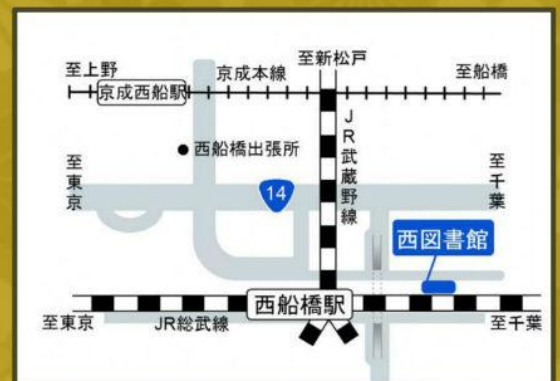 至新松戸
至上野
京成本線
至船橋
京成西船駅
JR武蔵野線
西船橋出張所
至東京
至千葉
14
西図書館
西船橋駅
至東京
JR総武線
至千葉